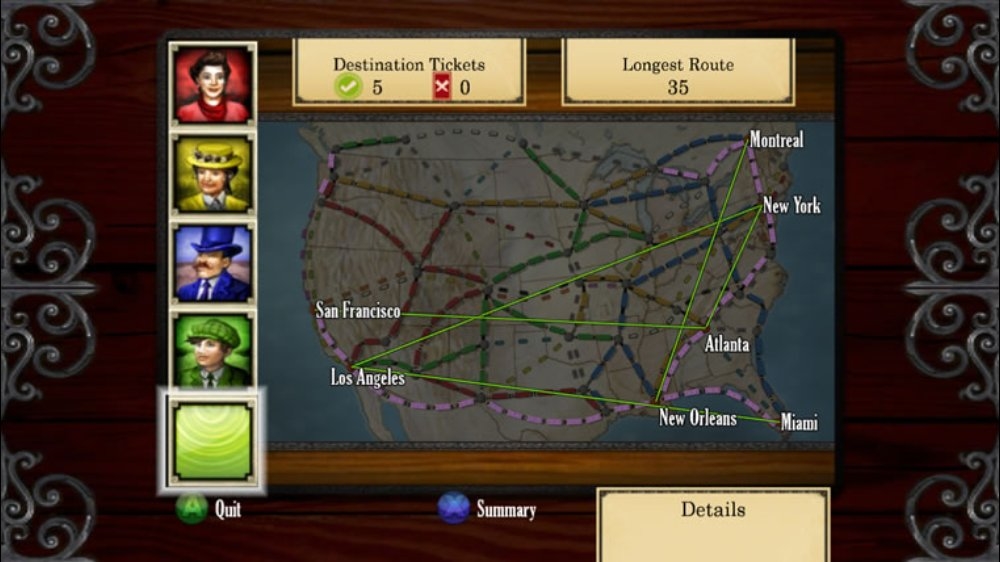 Destination Tickets
5 0
Longest Route
35
Montreal
New York
San Francisco
Atlanta
Los Angeles
New Orleans
Miami
A Quit
X Summary
Details